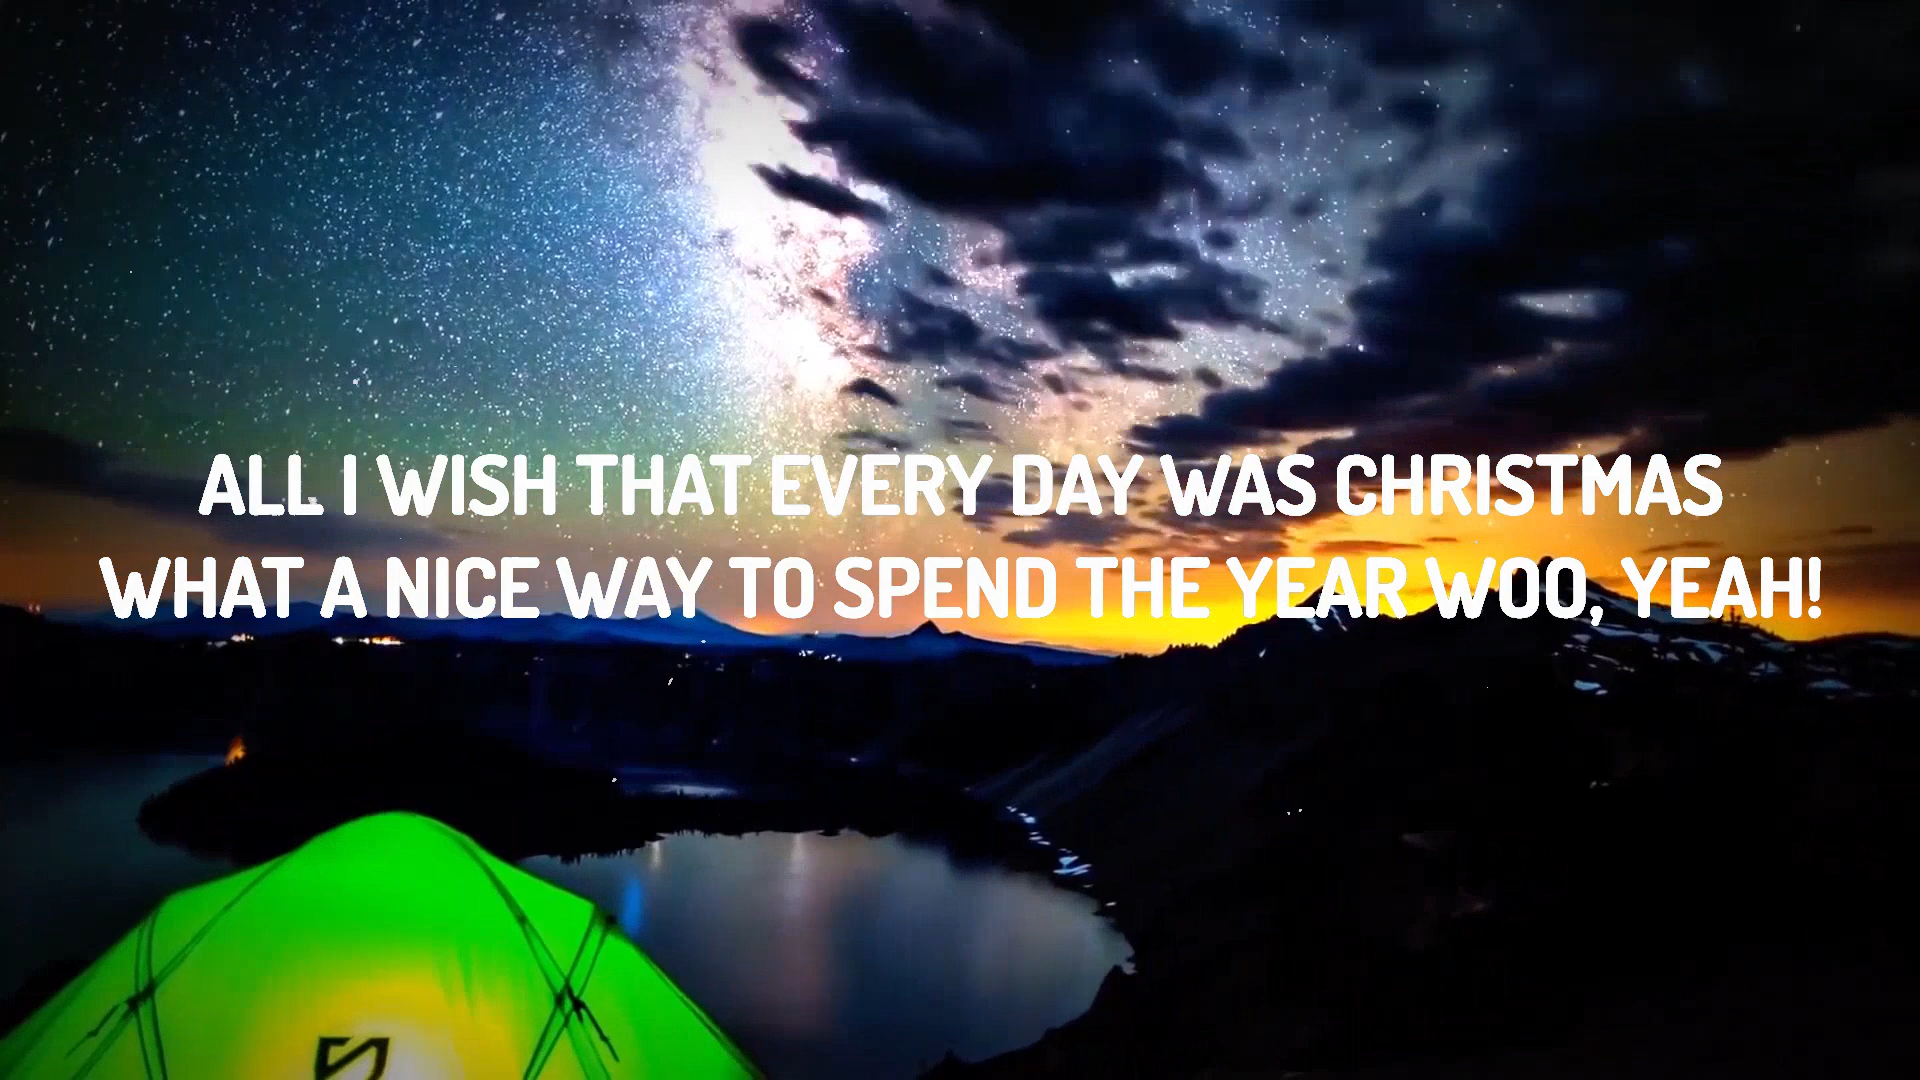 ALL I WISH THAT EVERY DAY WAS CHRISTMAS
WHAT A NICE WAY TO SPEND THE YEAR WOO, YEAH!